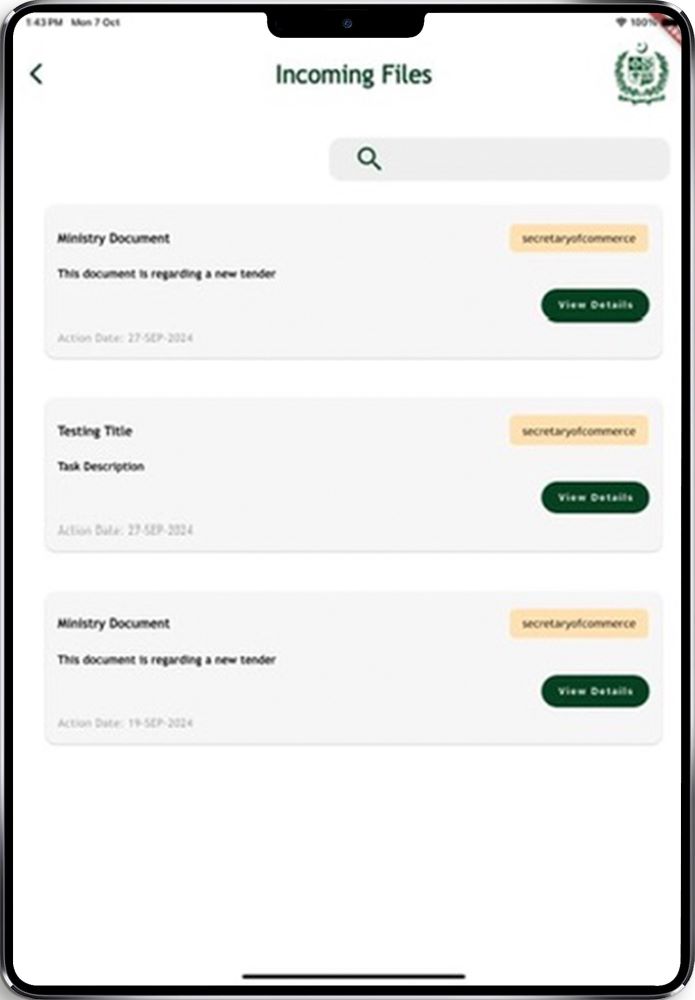 1:43 PM Mon 7 Oct
100%
Incoming Files
Ministry Document
secretaryofcommerce
This document is regarding a new tender
View Details
Action Date: 27-SEP-2024
Testing Title
secretaryofcommerce
Task Description
View Details
Action Date: 27-SEP-2024
Ministry Document
secretaryofcommerce
This document is regarding a new tender
View Details
Action Date: 19-SEP-2024